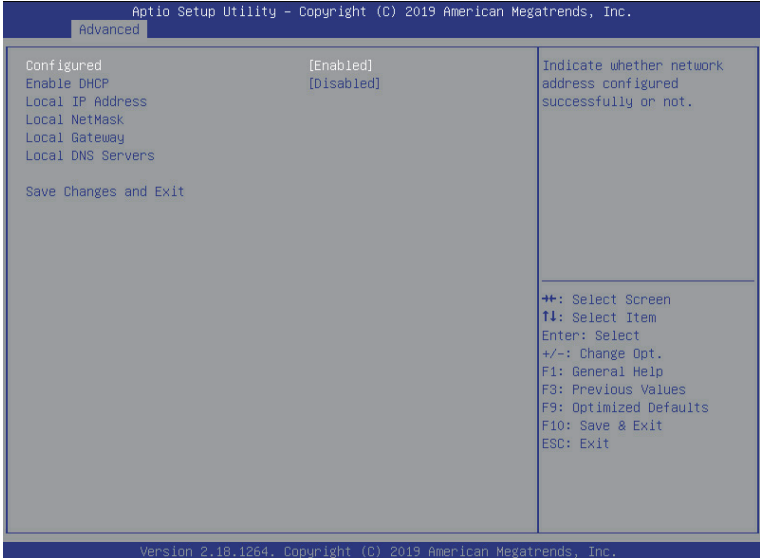 Aptio Setup Utility – Copyright (C) 2019 American Megatrends, Inc.
Advanced
Configured [Enabled]
Enable DHCP [Disabled]
Local IP Address
Local NetMask
Local Gateway
Local DNS Servers
Save Changes and Exit
Indicate whether network
address configured
successfully or not.
→←: Select Screen
↑↓: Select Item
Enter: Select
+/-: Change Opt.
F1: General Help
F3: Previous Values
F9: Optimized Defaults
F10: Save & Exit
ESC: Exit
Version 2.18.1264. Copyright (C) 2019 American Megatrends, Inc.